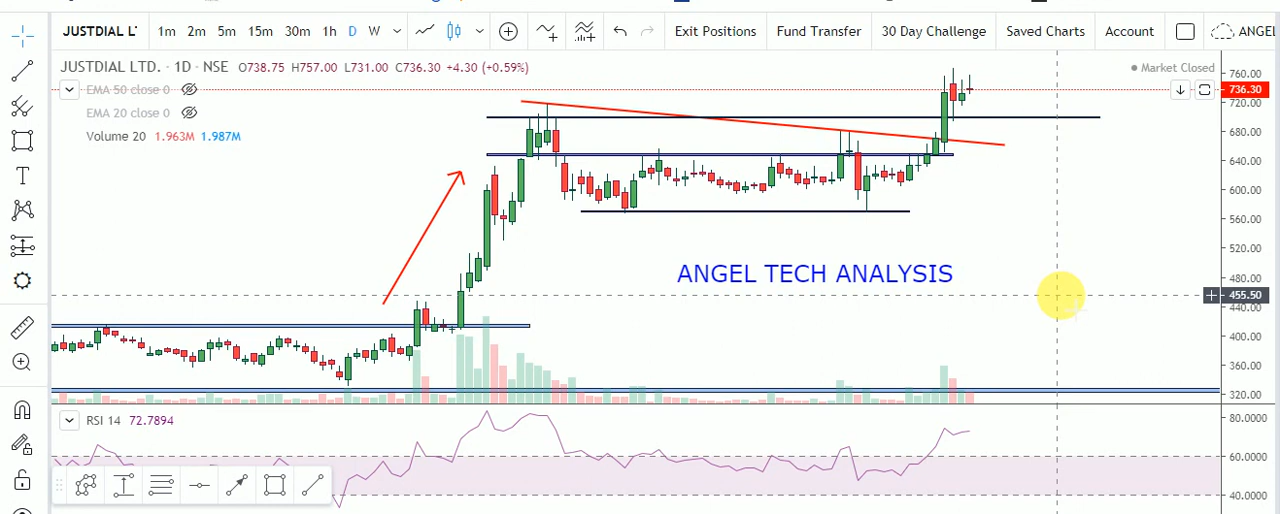 JUSTDIAL LT 1m 2m 5m 15m 30m 1h D W Exit Positions Fund Transfer 30 Day Challenge Saved Charts Account ANGEL
JUSTDIAL LTD. · 1D · NSE O738.75 H757.00 L731.00 C736.30 +4.30 (+0.59%) Market Closed
EMA 50 close 0
EMA 20 close 0
Volume 20 1.963M 1.987M
760.00
736.30
720.00
680.00
640.00
600.00
560.00
520.00
480.00
455.50
440.00
400.00
360.00
320.00
ANGEL TECH ANALYSIS
RSI 14 72.7894
80.0000
60.0000
40.0000
T